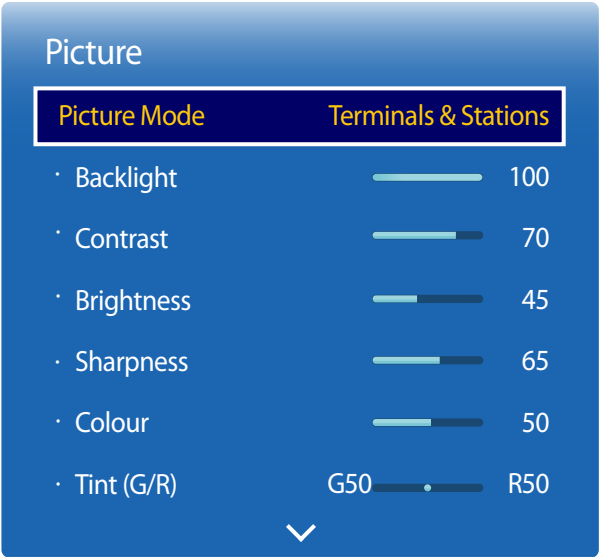 Picture
Picture Mode Terminals & Stations
· Backlight 100
· Contrast 70
· Brightness 45
· Sharpness 65
· Colour 50
· Tint (G/R) G50 R50